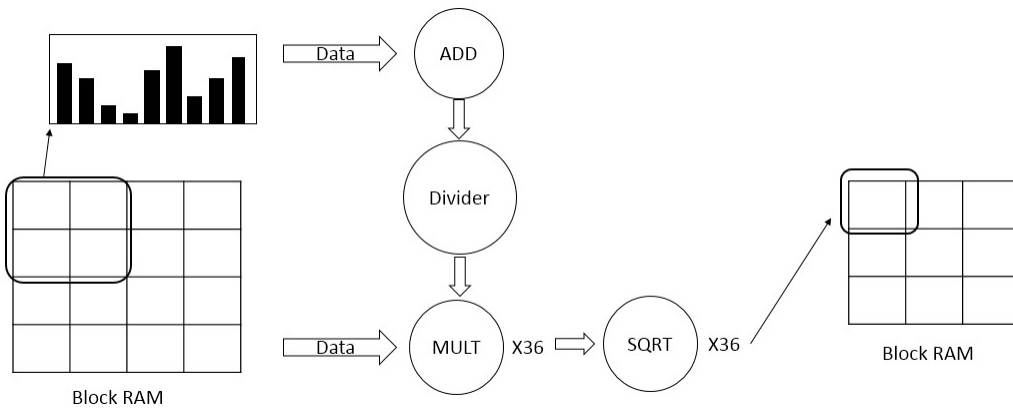 Data
ADD
Divider
Data
MULT
X36
SQRT
X36
Block RAM
Block RAM